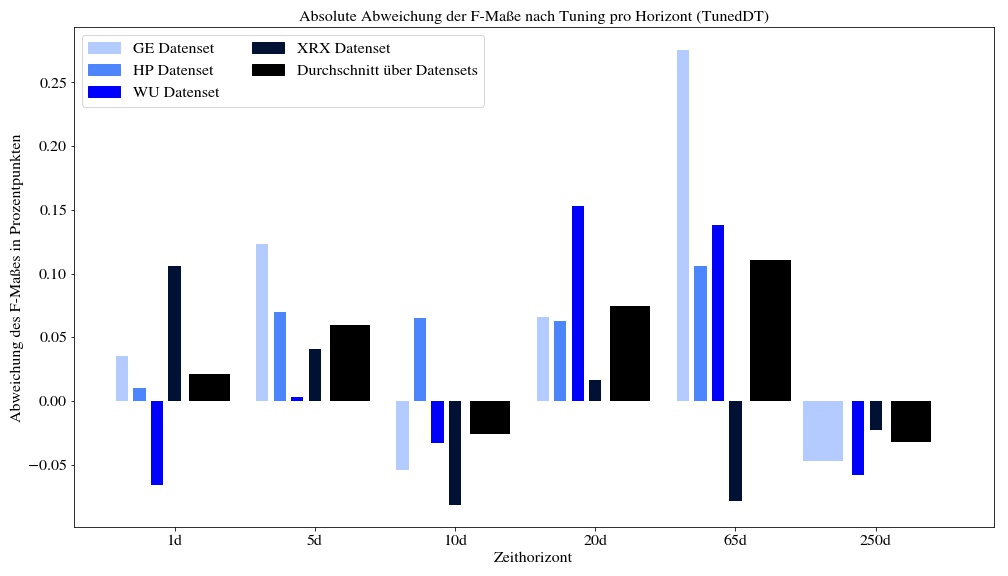 Absolute Abweichung der F-Maße nach Tuning pro Horizont (TunedDT)
GE Datenset
HP Datenset
WU Datenset
XRX Datenset
Durchschnitt über Datensets
Abweichung des F-Maßes in Prozentpunkten
0.25
0.20
0.15
0.10
0.05
0.00
−0.05
1d
5d
10d
20d
65d
250d
Zeithorizont